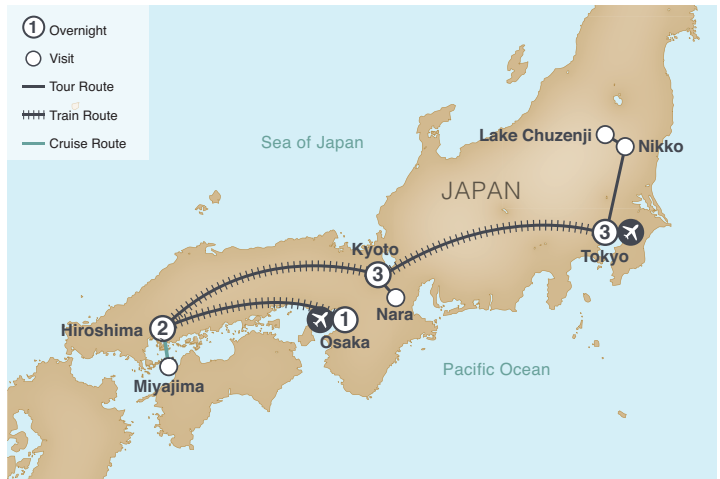 1 Overnight
Visit
Tour Route
Train Route
Cruise Route
Sea of Japan
Lake Chuzenji
Nikko
JAPAN
3
Tokyo
Kyoto
3
Nara
Hiroshima
2
1
Osaka
Miyajima
Pacific Ocean